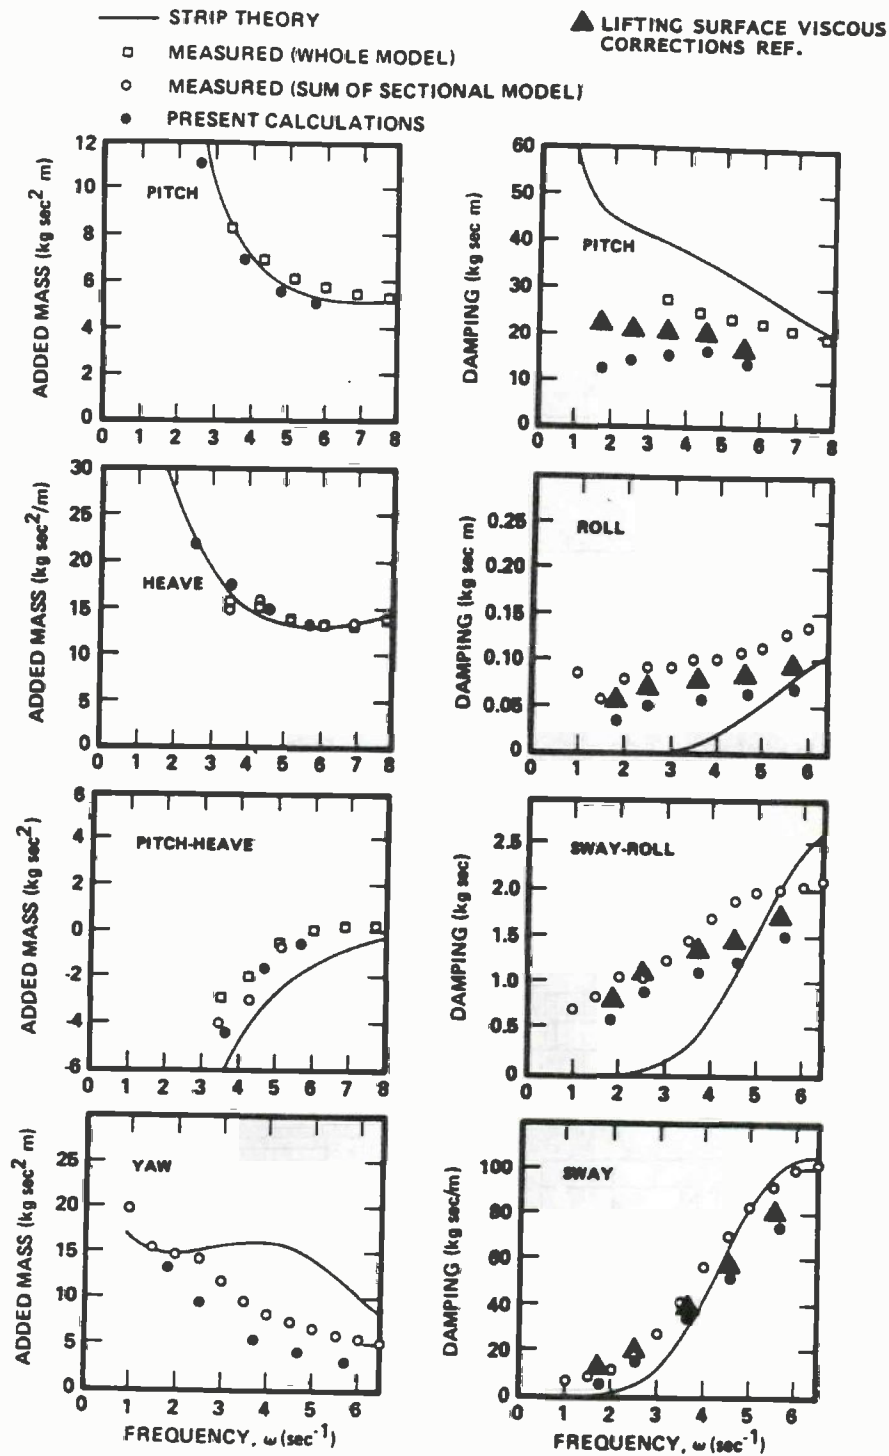 STRIP THEORY
MEASURED (WHOLE MODEL)
MEASURED (SUM OF SECTIONAL MODEL)
PRESENT CALCULATIONS
LIFTING SURFACE VISCOUS
CORRECTIONS REF.
12
10
8
6
4
2
0
ADDED MASS (kg sec² m)
PITCH
0 1 2 3 4 5 6 7 8
60
50
40
30
20
10
0
DAMPING (kg sec m)
PITCH
0 1 2 3 4 5 6 7 8
30
25
20
15
10
5
0
ADDED MASS (kg sec²/m)
HEAVE
0 1 2 3 4 5 6 7 8
0.25
0.20
0.15
0.10
0.05
0
DAMPING (kg sec m)
ROLL
0 1 2 3 4 5 6
6
4
2
0
-2
-4
-6
ADDED MASS (kg sec²)
PITCH-HEAVE
0 1 2 3 4 5 6 7 8
2.5
2.0
1.5
1.0
0.5
0
DAMPING (kg sec)
SWAY-ROLL
0 1 2 3 4 5 6
25
20
15
10
5
0
ADDED MASS (kg sec² m)
YAW
0 1 2 3 4 5 6
FREQUENCY, ω (sec⁻¹)
100
80
60
40
20
0
DAMPING (kg sec/m)
SWAY
0 1 2 3 4 5 6
FREQUENCY, ω (sec⁻¹)